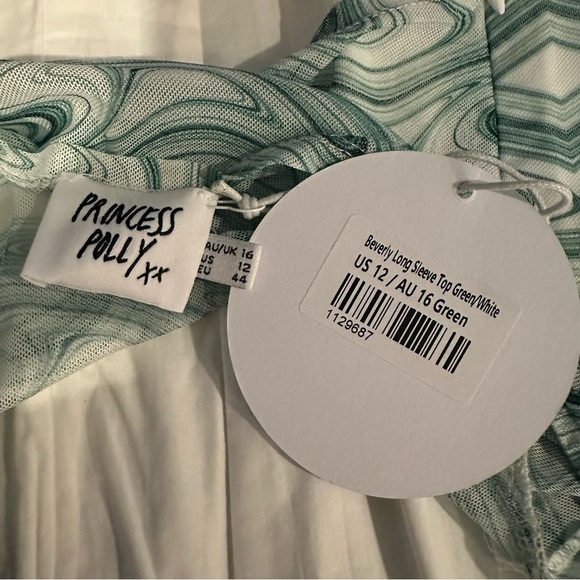 PRINCESS
POLLY
xx
AU/UK 16
US 12
EU 44
Beverly Long Sleeve Top Green/White
US 12 / AU 16 Green
1129687